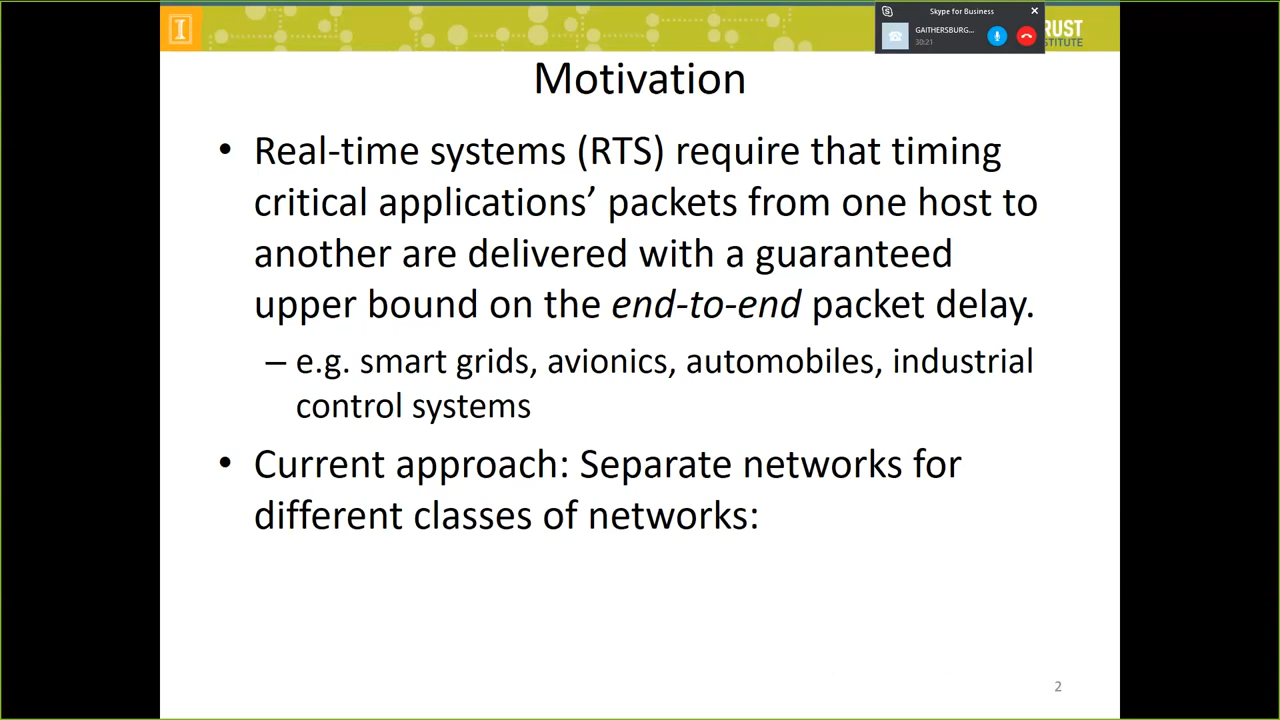 I
Skype for Business
GAITHERSBURG...
30:21
RUST
STITUTE
Motivation
• Real-time systems (RTS) require that timing
critical applications’ packets from one host to
another are delivered with a guaranteed
upper bound on the end-to-end packet delay.
– e.g. smart grids, avionics, automobiles, industrial
control systems
• Current approach: Separate networks for
different classes of networks:
2